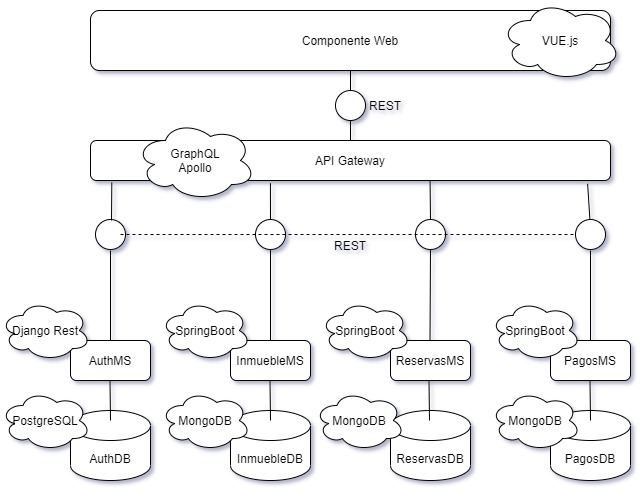 Componente Web
VUE.js
REST
GraphQL
Apollo
API Gateway
REST
Django Rest
SpringBoot
SpringBoot
SpringBoot
AuthMS
InmuebleMS
ReservasMS
PagosMS
PostgreSQL
MongoDB
MongoDB
MongoDB
AuthDB
InmuebleDB
ReservasDB
PagosDB